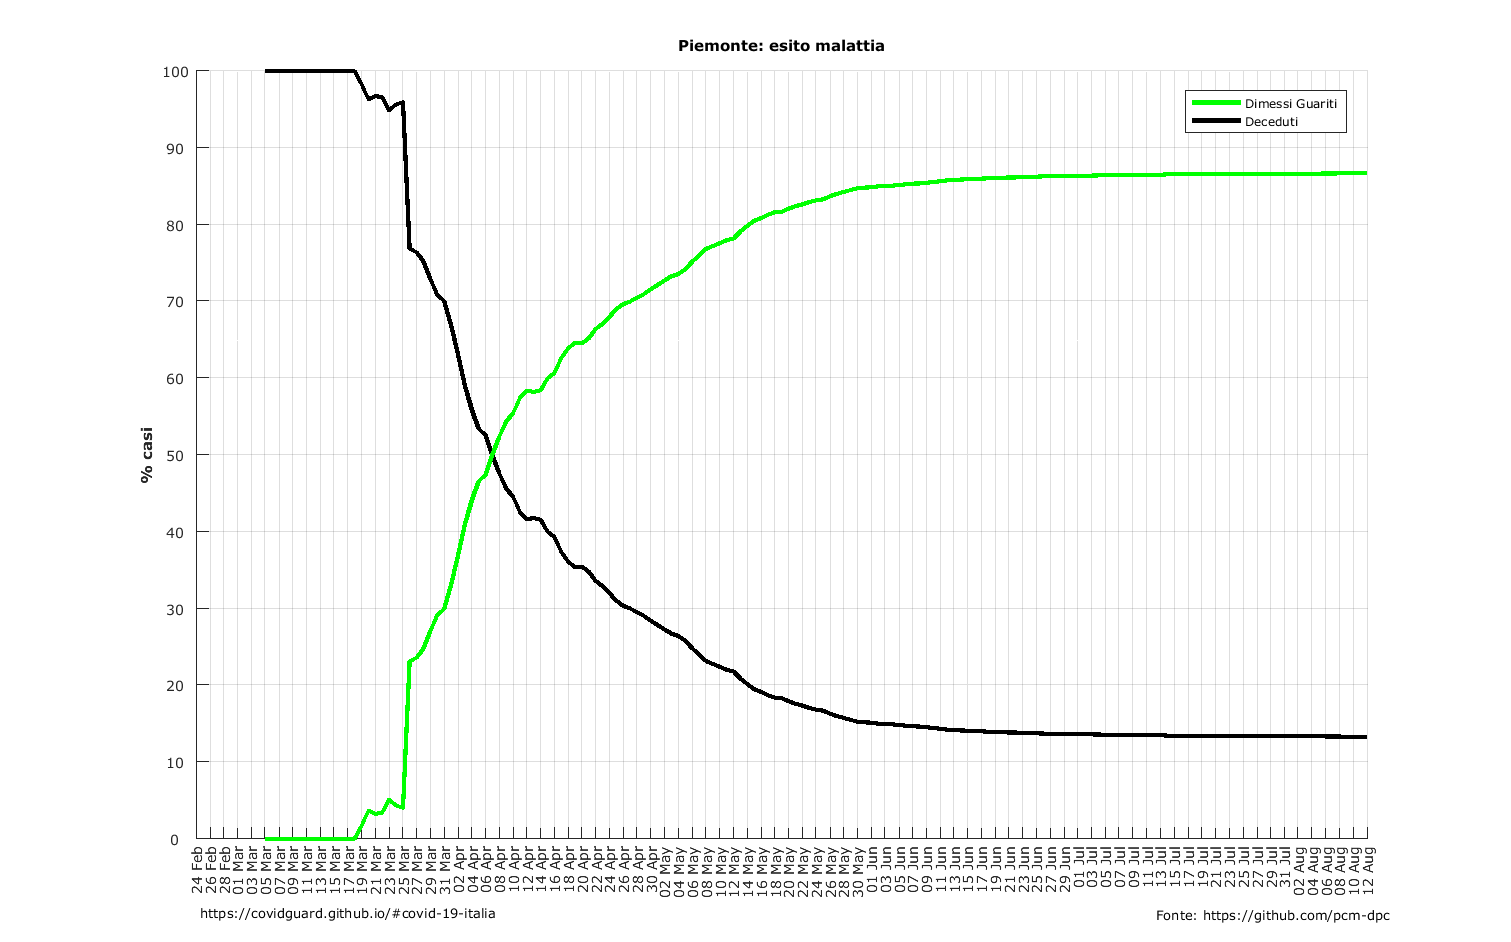 Piemonte: esito malattia
Dimessi Guariti
Deceduti
% casi
100
90
80
70
60
50
40
30
20
10
0
24 Feb
26 Feb
28 Feb
01 Mar
03 Mar
05 Mar
07 Mar
09 Mar
11 Mar
13 Mar
15 Mar
17 Mar
19 Mar
21 Mar
23 Mar
25 Mar
27 Mar
29 Mar
31 Mar
02 Apr
04 Apr
06 Apr
08 Apr
10 Apr
12 Apr
14 Apr
16 Apr
18 Apr
20 Apr
22 Apr
24 Apr
26 Apr
28 Apr
30 Apr
02 May
04 May
06 May
08 May
10 May
12 May
14 May
16 May
18 May
20 May
22 May
24 May
26 May
28 May
30 May
01 Jun
03 Jun
05 Jun
07 Jun
09 Jun
11 Jun
13 Jun
15 Jun
17 Jun
19 Jun
21 Jun
23 Jun
25 Jun
27 Jun
29 Jun
01 Jul
03 Jul
05 Jul
07 Jul
09 Jul
11 Jul
13 Jul
15 Jul
17 Jul
19 Jul
21 Jul
23 Jul
25 Jul
27 Jul
29 Jul
31 Jul
02 Aug
04 Aug
06 Aug
08 Aug
10 Aug
12 Aug
https://covidguard.github.io/#covid-19-italia
Fonte: https://github.com/pcm-dpc